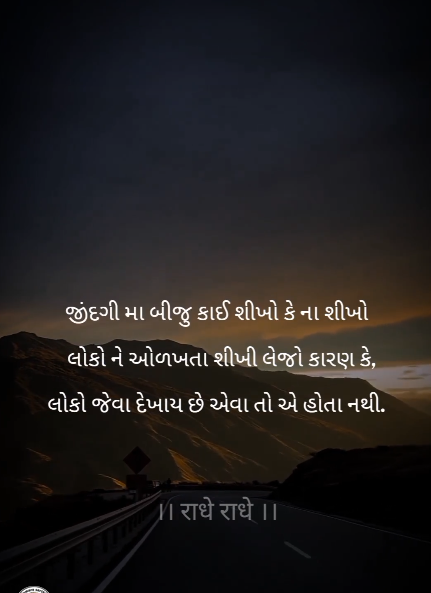 જીંદગી મા બીજુ કાઈ શીખો કે ના શીખો
લોકો ને ઓળખતા શીખી લેજો કારણ કે,
લોકો જેવા દેખાય છે એવા તો એ હોતા નથી.
।। રાધે રાધે ।।